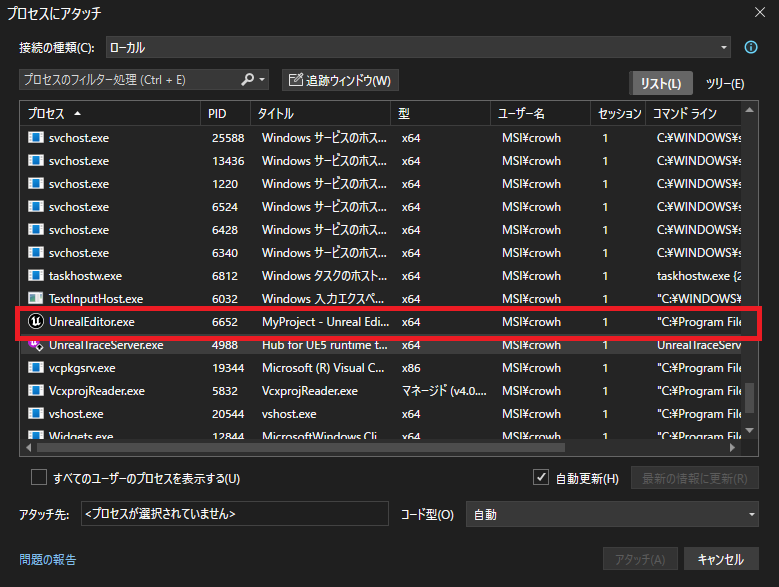 プロセスにアタッチ
接続の種類(C): ローカル
プロセスのフィルター処理 (Ctrl + E) 追跡ウィンドウ(W) リスト(L) ツリー(E)
プロセス PID タイトル 型 ユーザー名 セッション コマンド ライン
svchost.exe 25588 Windows サービスのホス... x64 MSI¥crowh 1 C:¥WINDOWS¥s
svchost.exe 13436 Windows サービスのホス... x64 MSI¥crowh 1 C:¥WINDOWS¥s
svchost.exe 1220 Windows サービスのホス... x64 MSI¥crowh 1 C:¥WINDOWS¥s
svchost.exe 6524 Windows サービスのホス... x64 MSI¥crowh 1 C:¥WINDOWS¥s
svchost.exe 6428 Windows サービスのホス... x64 MSI¥crowh 1 C:¥WINDOWS¥s
svchost.exe 6340 Windows サービスのホス... x64 MSI¥crowh 1 C:¥WINDOWS¥s
taskhostw.exe 6812 Windows タスクのホスト... x64 MSI¥crowh 1 taskhostw.exe {2
TextInputHost.exe 6032 Windows 入力エクスペ... x64 MSI¥crowh 1 "C:¥WINDOWS¥
UnrealEditor.exe 6652 MyProject - Unreal Edi... x64 MSI¥crowh 1 "C:¥Program File
UnrealTraceServer.exe 4988 Hub for UE5 runtime t... x64 MSI¥crowh 1 UnrealTraceServ
vcpkgsrv.exe 19344 Microsoft (R) Visual C... x86 MSI¥crowh 1 "C:¥Program File
VcxprojReader.exe 5832 VcxprojReader.exe マネージド (v4.0.... MSI¥crowh 1 "C:¥Program File
vshost.exe 20544 vshost.exe x64 MSI¥crowh 1 "C:¥Program File
Widgets.exe 12844 MicrosoftWindows.Cli... x64 MSI¥crowh 1 "C:¥Program File
すべてのユーザーのプロセスを表示する(U) 自動更新(H) 最新の情報に更新(R)
アタッチ先: <プロセスが選択されていません> コード型(O) 自動
問題の報告 アタッチ(A) キャンセル